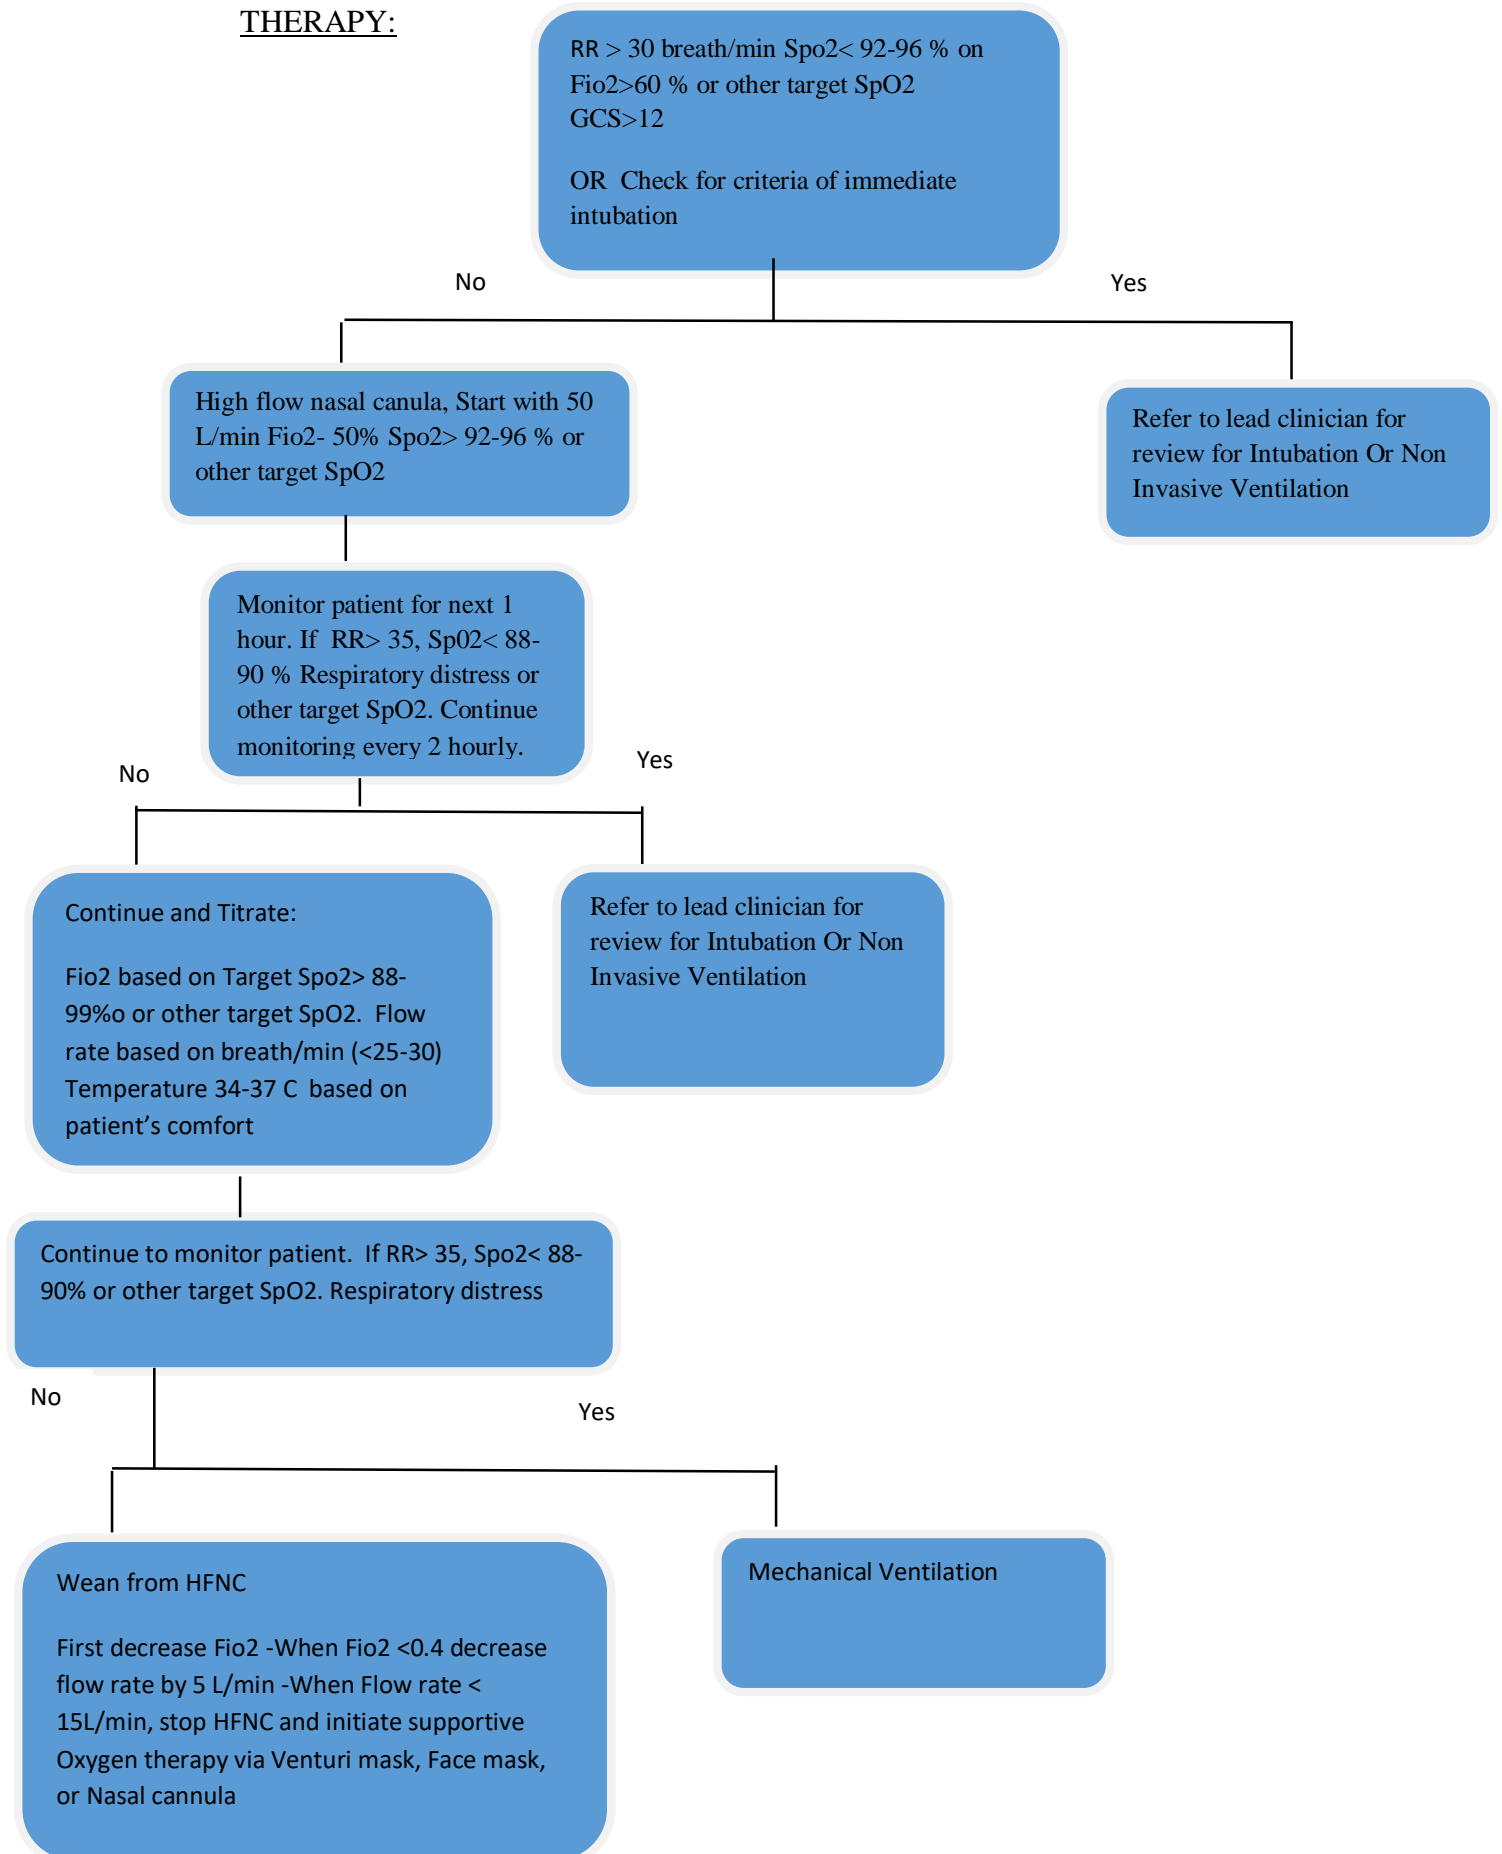 THERAPY:
RR > 30 breath/min Spo2< 92-96 % on
Fio2>60 % or other target SpO2
GCS>12
OR  Check for criteria of immediate
intubation
No
Yes
High flow nasal canula, Start with 50
L/min Fio2- 50% Spo2> 92-96 % or
other target SpO2
Refer to lead clinician for
review for Intubation Or Non
Invasive Ventilation
Monitor patient for next 1
hour. If  RR> 35, Sp02< 88-
90 % Respiratory distress or
other target SpO2. Continue
monitoring every 2 hourly.
No
Yes
Continue and Titrate:
Fio2 based on Target Spo2> 88-
99%o or other target SpO2.  Flow
rate based on breath/min (<25-30)
Temperature 34-37 C  based on
patient’s comfort
Refer to lead clinician for
review for Intubation Or Non
Invasive Ventilation
Continue to monitor patient.  If RR> 35, Spo2< 88-
90% or other target SpO2. Respiratory distress
No
Yes
Wean from HFNC
First decrease Fio2 -When Fio2 <0.4 decrease
flow rate by 5 L/min -When Flow rate <
15L/min, stop HFNC and initiate supportive
Oxygen therapy via Venturi mask, Face mask,
or Nasal cannula
Mechanical Ventilation